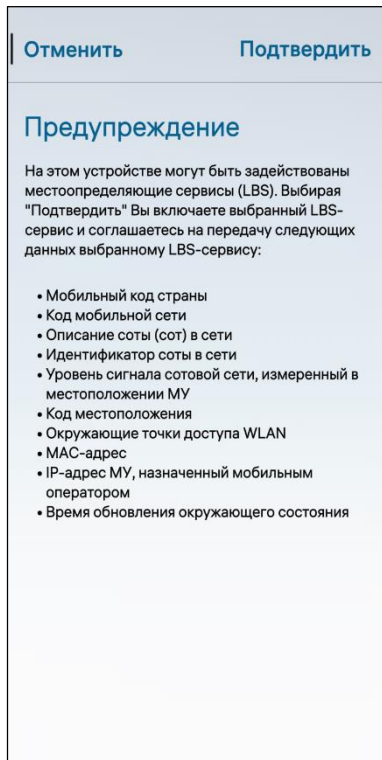 Отменить Подтвердить
Предупреждение
На этом устройстве могут быть задействованы
местоопределяющие сервисы (LBS). Выбирая
"Подтвердить" Вы включаете выбранный LBS-
сервис и соглашаетесь на передачу следующих
данных выбранному LBS-сервису:
• Мобильный код страны
• Код мобильной сети
• Описание соты (сот) в сети
• Идентификатор соты в сети
• Уровень сигнала сотовой сети, измеренный в
местоположении МУ
• Код местоположения
• Окружающие точки доступа WLAN
• MAC-адрес
• IP-адрес МУ, назначенный мобильным
оператором
• Время обновления окружающего состояния